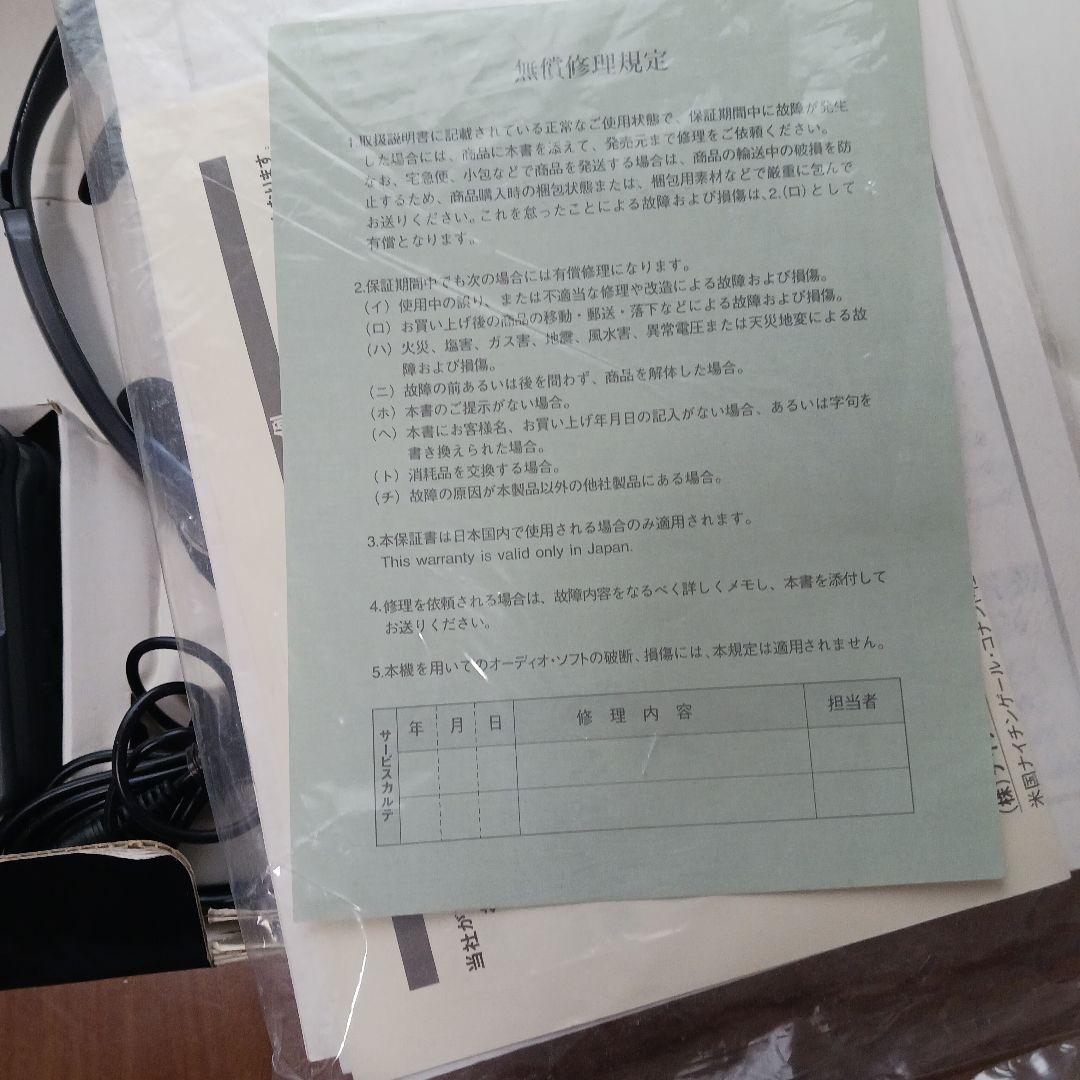 無償修理規定
1.取扱説明書に記載されている正常なご使用状態で、保証期間中に故障が発生
した場合には、商品に本書を添えて、発売元まで修理をご依頼ください。
なお、宅急便、小包などで商品を発送する場合は、商品の輸送中の破損を防
止するため、商品購入時の梱包状態または、梱包用素材などで厳重に包んで
お送りください。これを怠ったことによる故障および損傷は、2.(ロ)として
有償となります。
2.保証期間中でも次の場合には有償修理になります。
(イ) 使用中の誤り、または不適当な修理や改造による故障および損傷。
(ロ) お買い上げ後の商品の移動・郵送・落下などによる故障および損傷。
(ハ) 火災、塩害、ガス害、地震、風水害、異常電圧または天災地変による故
障および損傷。
(ニ) 故障の前あるいは後を問わず、商品を解体した場合。
(ホ) 本書のご提示がない場合。
(ヘ) 本書にお客様名、お買い上げ年月日の記入がない場合、あるいは字句を
書き換えられた場合。
(ト) 消耗品を交換する場合。
(チ) 故障の原因が本製品以外の他社製品にある場合。
3.本保証書は日本国内で使用される場合のみ適用されます。
This warranty is valid only in Japan.
4.修理を依頼される場合は、故障内容をなるべく詳しくメモし、本書を添付して
お送りください。
5.本機を用いてのオーディオ・ソフトの破断、損傷には、本規定は適用されません。
サービスカルテ
年 月 日 修理内容 担当者
ます。
当社が
(株)
米国ナイチンゲール・コナン